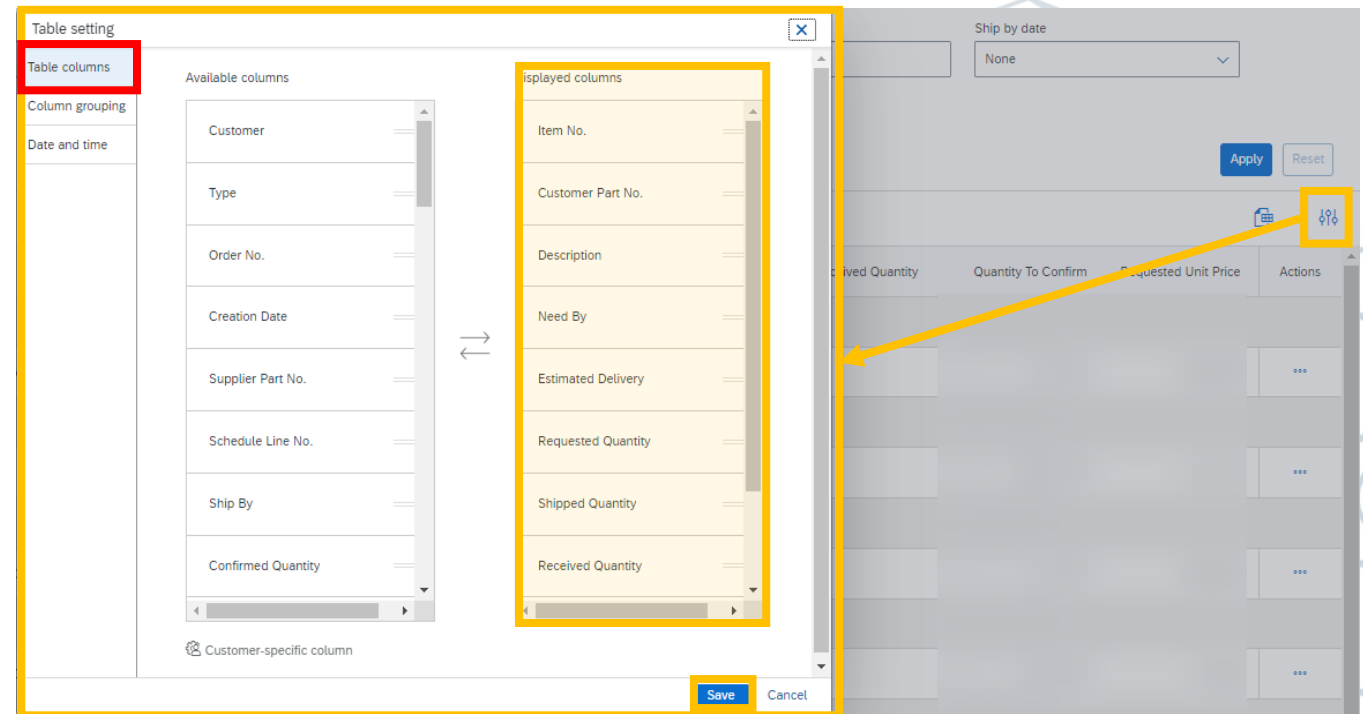 Table setting
Table columns
Column grouping
Date and time
Available columns
Customer
Type
Order No.
Creation Date
Supplier Part No.
Schedule Line No.
Ship By
Confirmed Quantity
Customer-specific column
isplayed columns
Item No.
Customer Part No.
Description
Need By
Estimated Delivery
Requested Quantity
Shipped Quantity
Received Quantity
Save Cancel
Ship by date
None
Apply Reset
ived Quantity Quantity To Confirm Requested Unit Price Actions